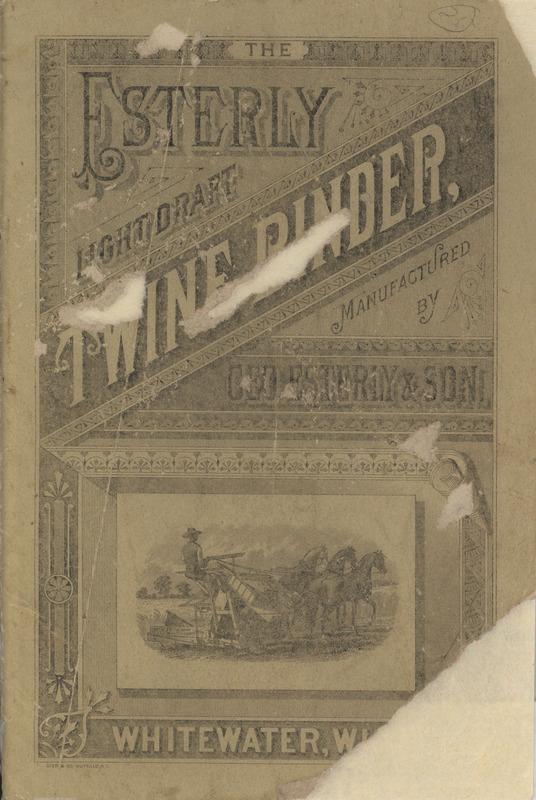 THE
ESTERLY
LIGHT DRAFT
TWINE BINDER,
MANUFACTURED
BY
GEO. ESTERLY & SON,
WHITEWATER, WI